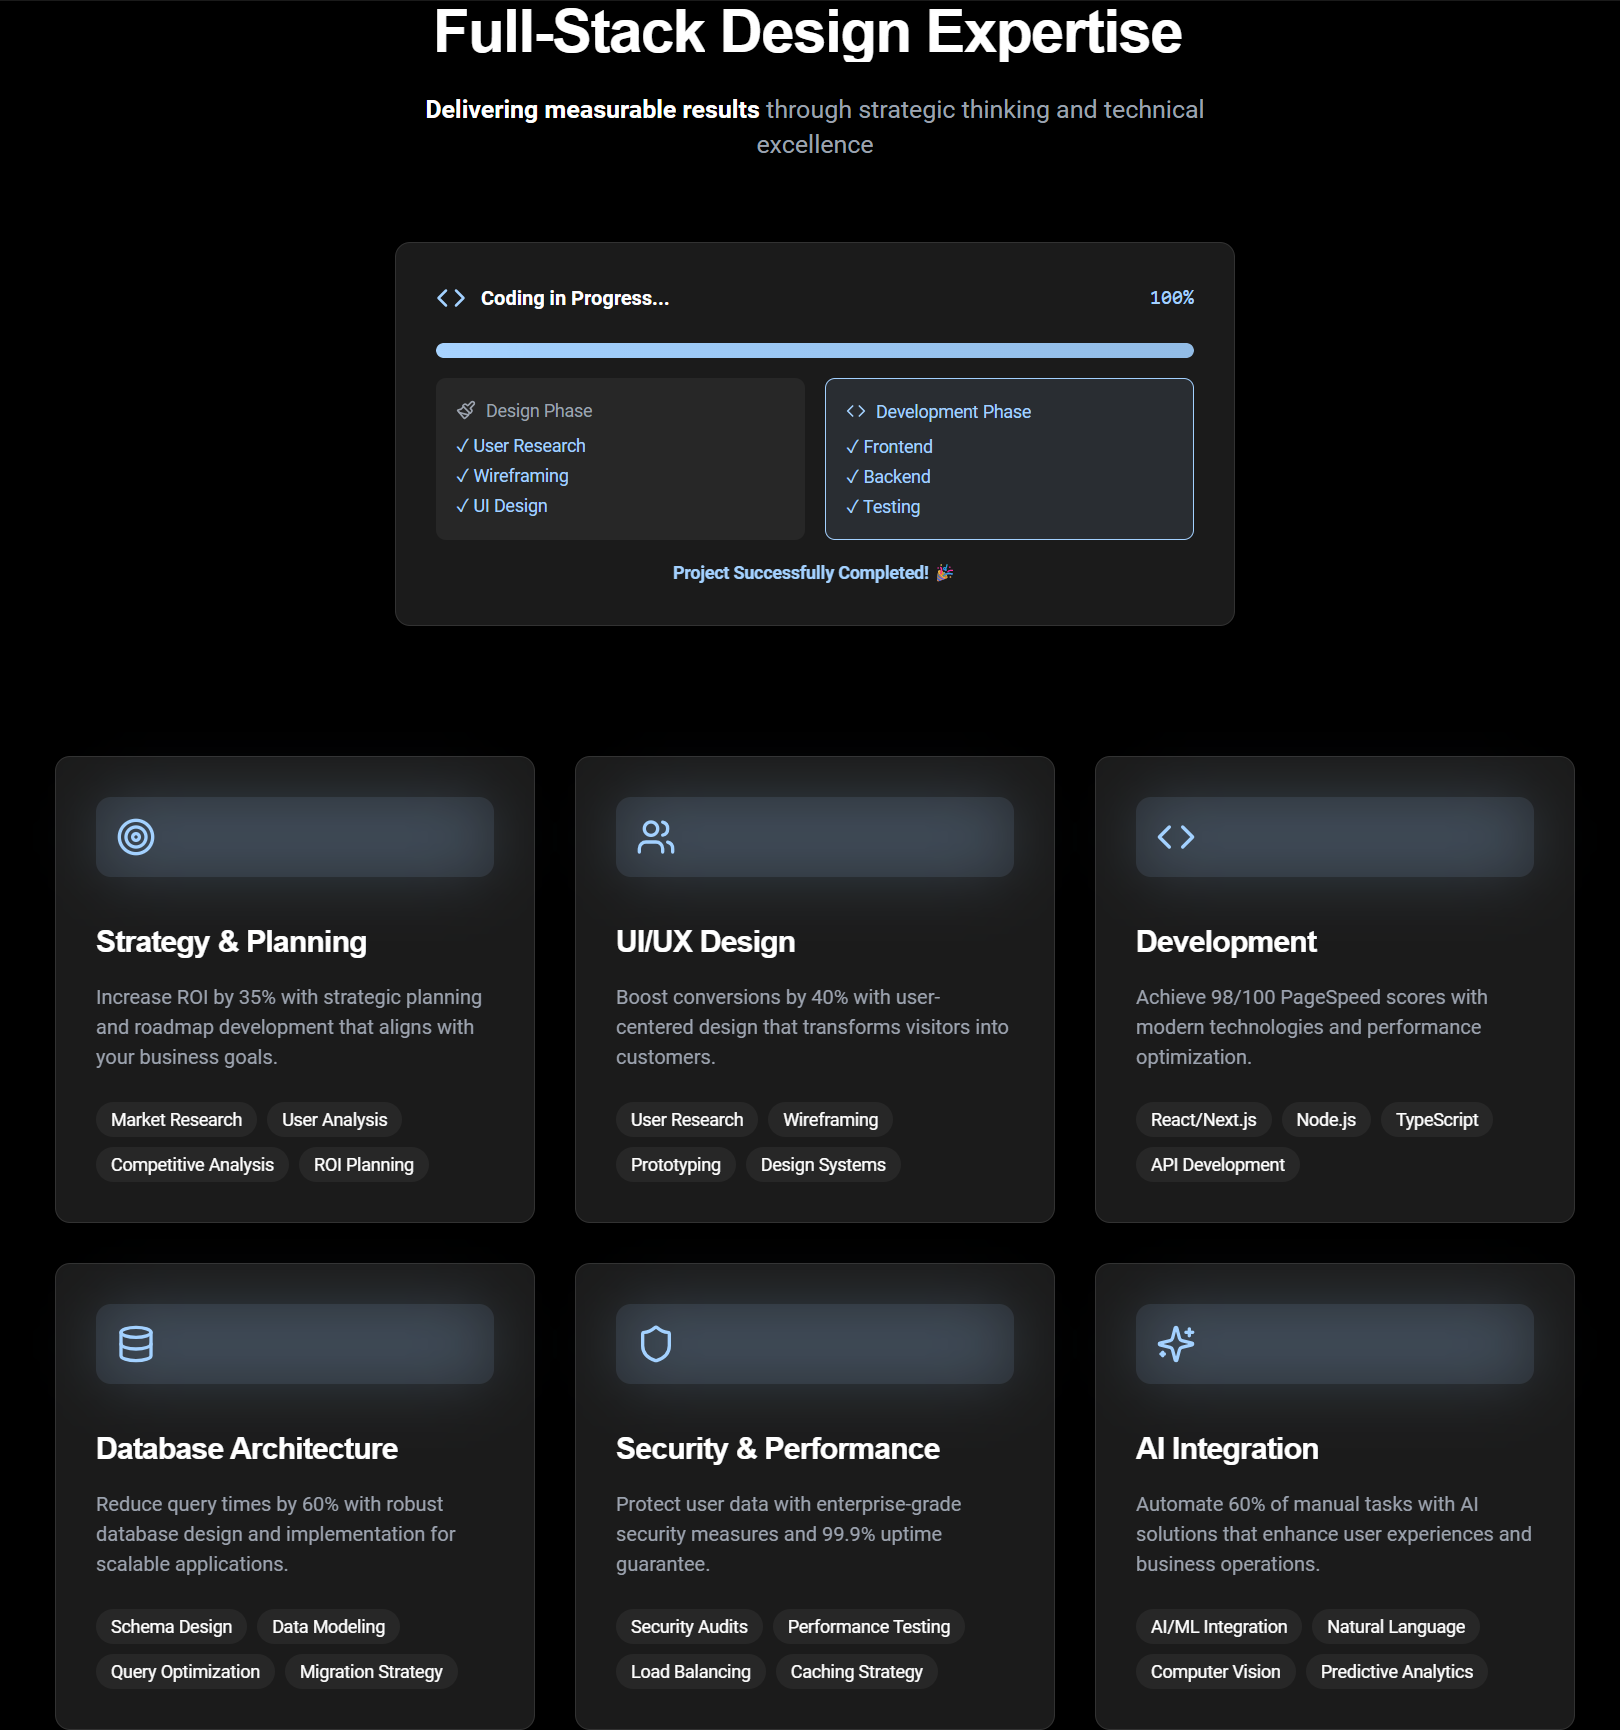 Full-Stack Design Expertise
Delivering measurable results through strategic thinking and technical
excellence
Coding in Progress...
100%
Design Phase
✓ User Research
✓ Wireframing
✓ UI Design
Development Phase
✓ Frontend
✓ Backend
✓ Testing
Project Successfully Completed! 🎉
Strategy & Planning
Increase ROI by 35% with strategic planning
and roadmap development that aligns with
your business goals.
Market Research
User Analysis
Competitive Analysis
ROI Planning
UI/UX Design
Boost conversions by 40% with user-
centered design that transforms visitors into
customers.
User Research
Wireframing
Prototyping
Design Systems
Development
Achieve 98/100 PageSpeed scores with
modern technologies and performance
optimization.
React/Next.js
Node.js
TypeScript
API Development
Database Architecture
Reduce query times by 60% with robust
database design and implementation for
scalable applications.
Schema Design
Data Modeling
Query Optimization
Migration Strategy
Security & Performance
Protect user data with enterprise-grade
security measures and 99.9% uptime
guarantee.
Security Audits
Performance Testing
Load Balancing
Caching Strategy
AI Integration
Automate 60% of manual tasks with AI
solutions that enhance user experiences and
business operations.
AI/ML Integration
Natural Language
Computer Vision
Predictive Analytics